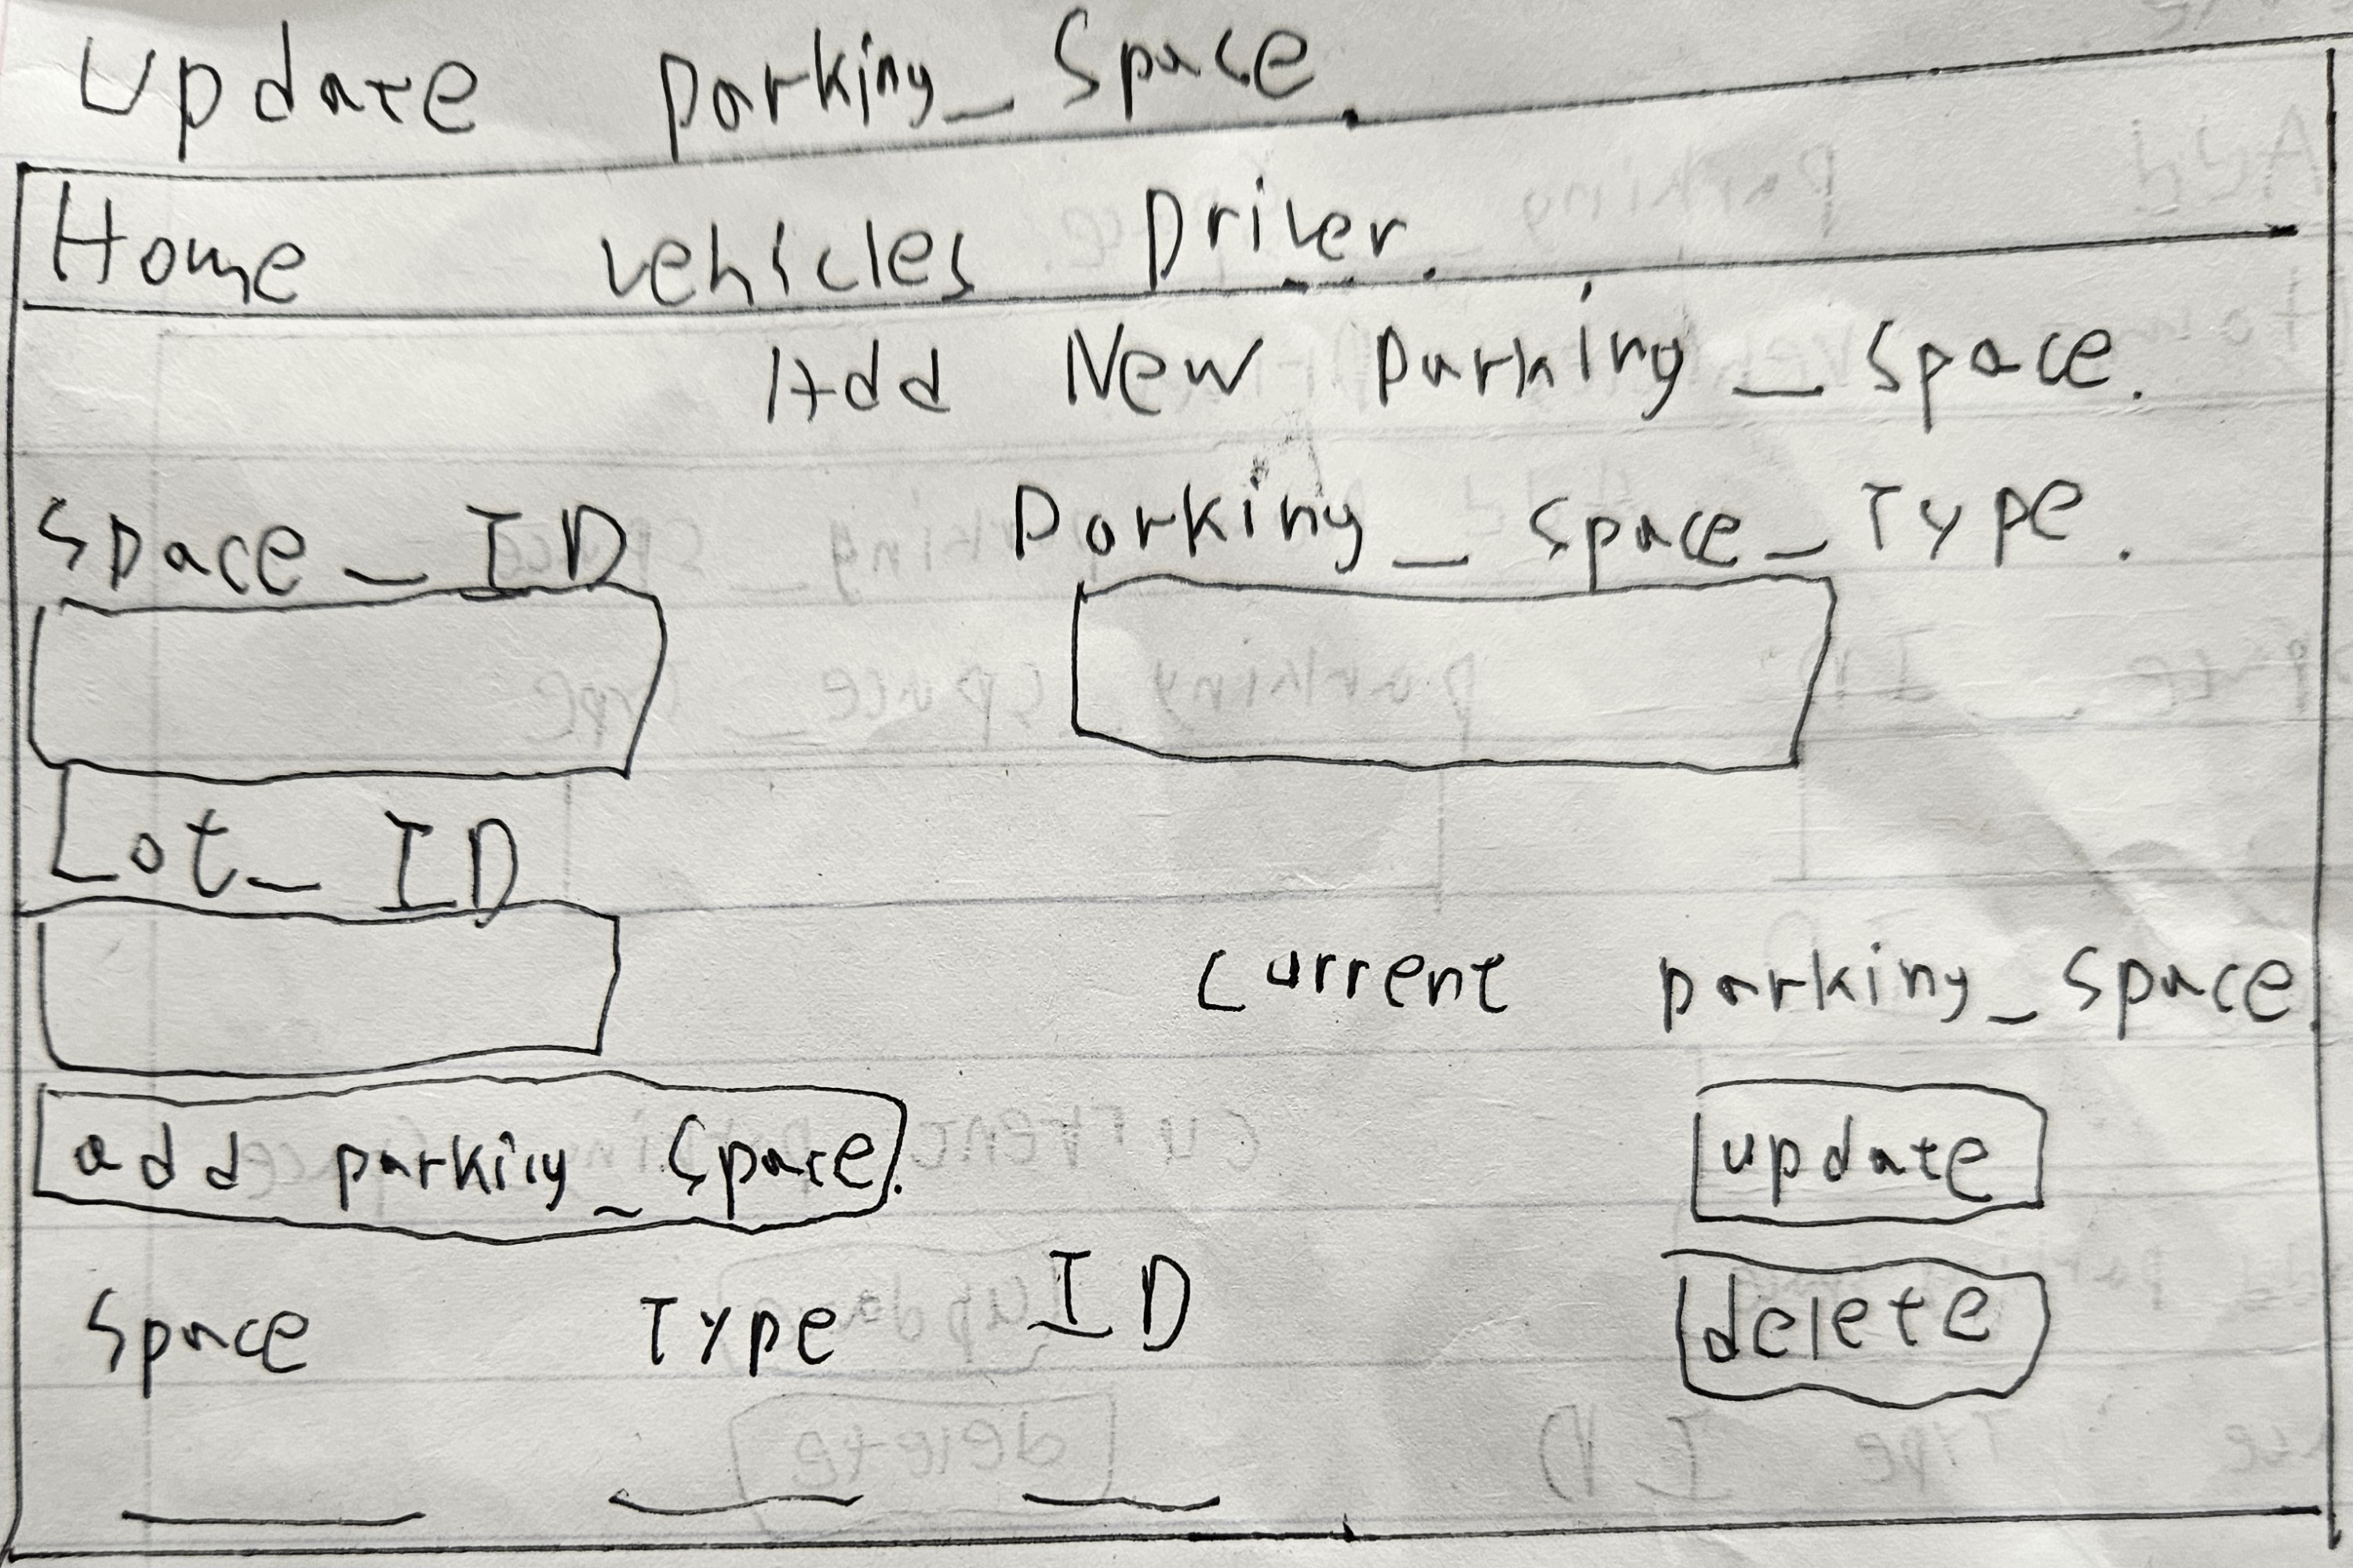 Update parking_Space.
Home vehicles Driver.
Add New parking_space.
Space_ID Parking_space_Type.
Lot_ID
Current parking_Space.
add parking_Space.
update
Space Type ID
delete